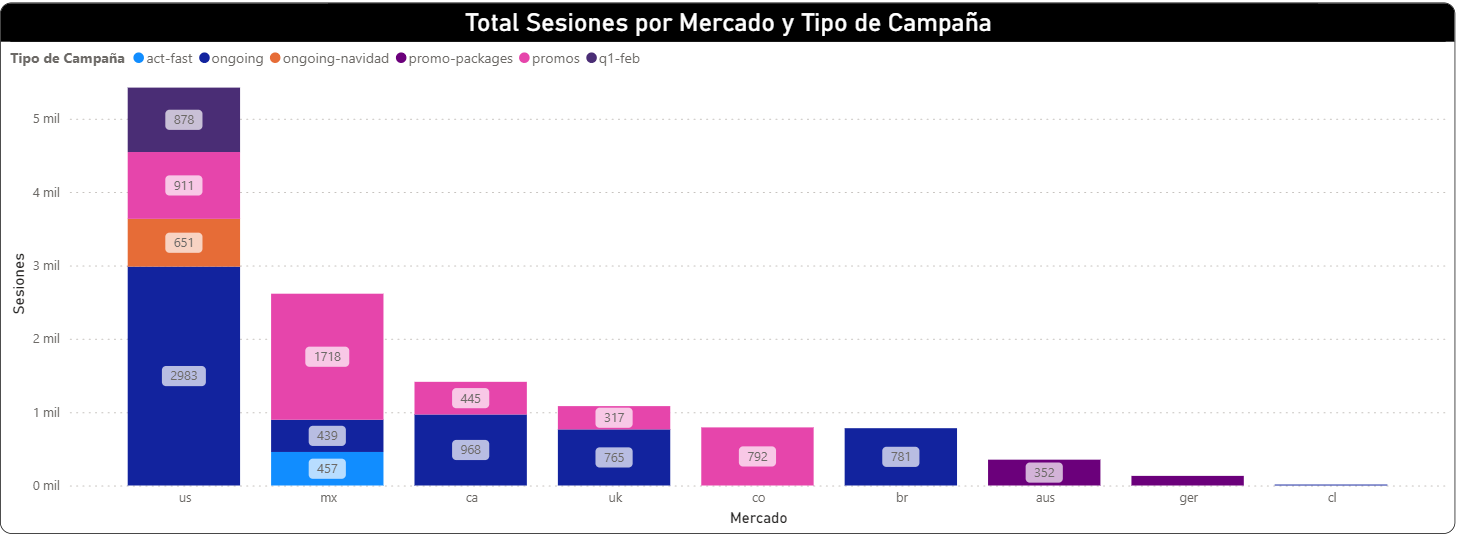 Total Sesiones por Mercado y Tipo de Campaña
Tipo de Campaña act-fast ongoing ongoing-navidad promo-packages promos q1-feb
Sesiones
5 mil
4 mil
3 mil
2 mil
1 mil
0 mil
878
911
651
2983
1718
439
457
445
968
317
765
792
781
352
us mx ca uk co br aus ger cl
Mercado